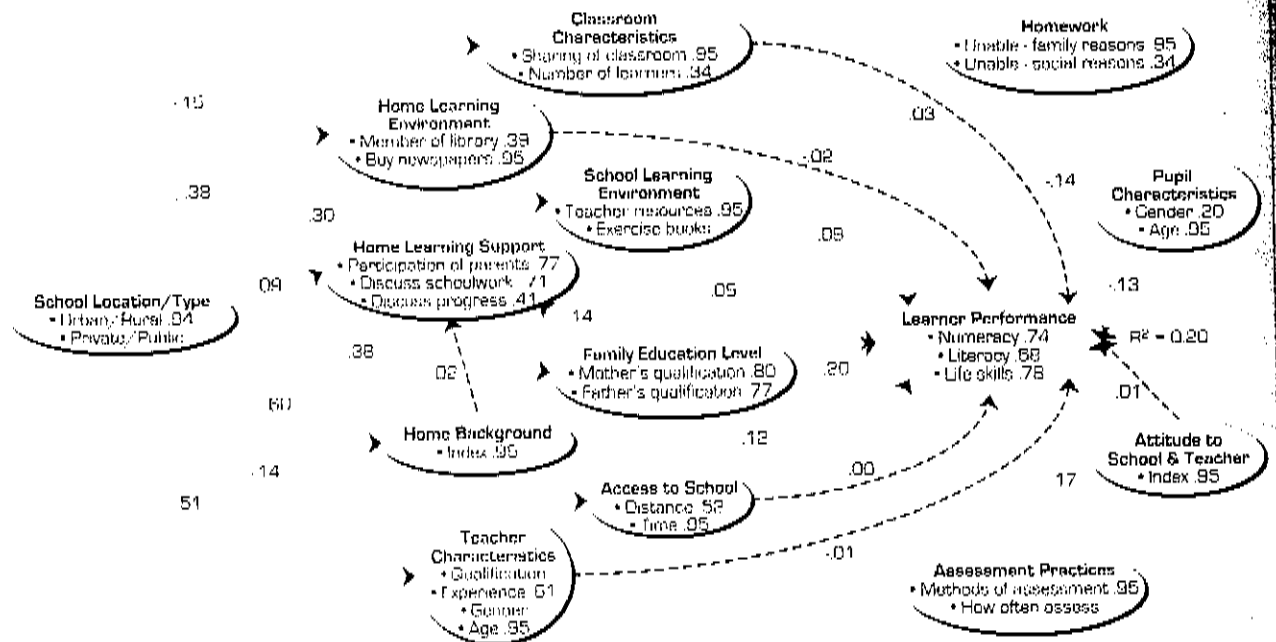 Classroom
Characteristics
• Sharing of classroom .95
• Number of learners .34
Homework
• Unable - family reasons 95
• Unable - social reasons .34
-.15
Home Learning
Environment
• Member of library .39
• Buy newspapers .95
.03
-.02
School Learning
Environment
• Teacher resources .95
• Exercise books
-.14
Pupil
Characteristics
• Gender .20
• Age .95
.38
.30
.09
Home Learning Support
• Participation of parents 77
• Discuss schoolwork 71
• Discuss progress .41
09
.05
-.13
School Location/Type
• Urban/Rural .94
• Private/Public
14
Learner Performance
• Numeracy .74
• Literacy .68
• Life skills .78
R² = 0.20
.38
02
Family Education Level
• Mother's qualification .80
• Father's qualification 77
.20
.01
60
Home Background
• Index .95
.12
Attitude to
School & Teacher
• Index .95
.14
.00
17
51
Access to School
• Distance .52
• Time .95
Teacher
Characteristics
• Qualification
• Experience 61
• Gender
• Age .95
-.01
Assessment Practices
• Methods of assessment .95
• How often assess